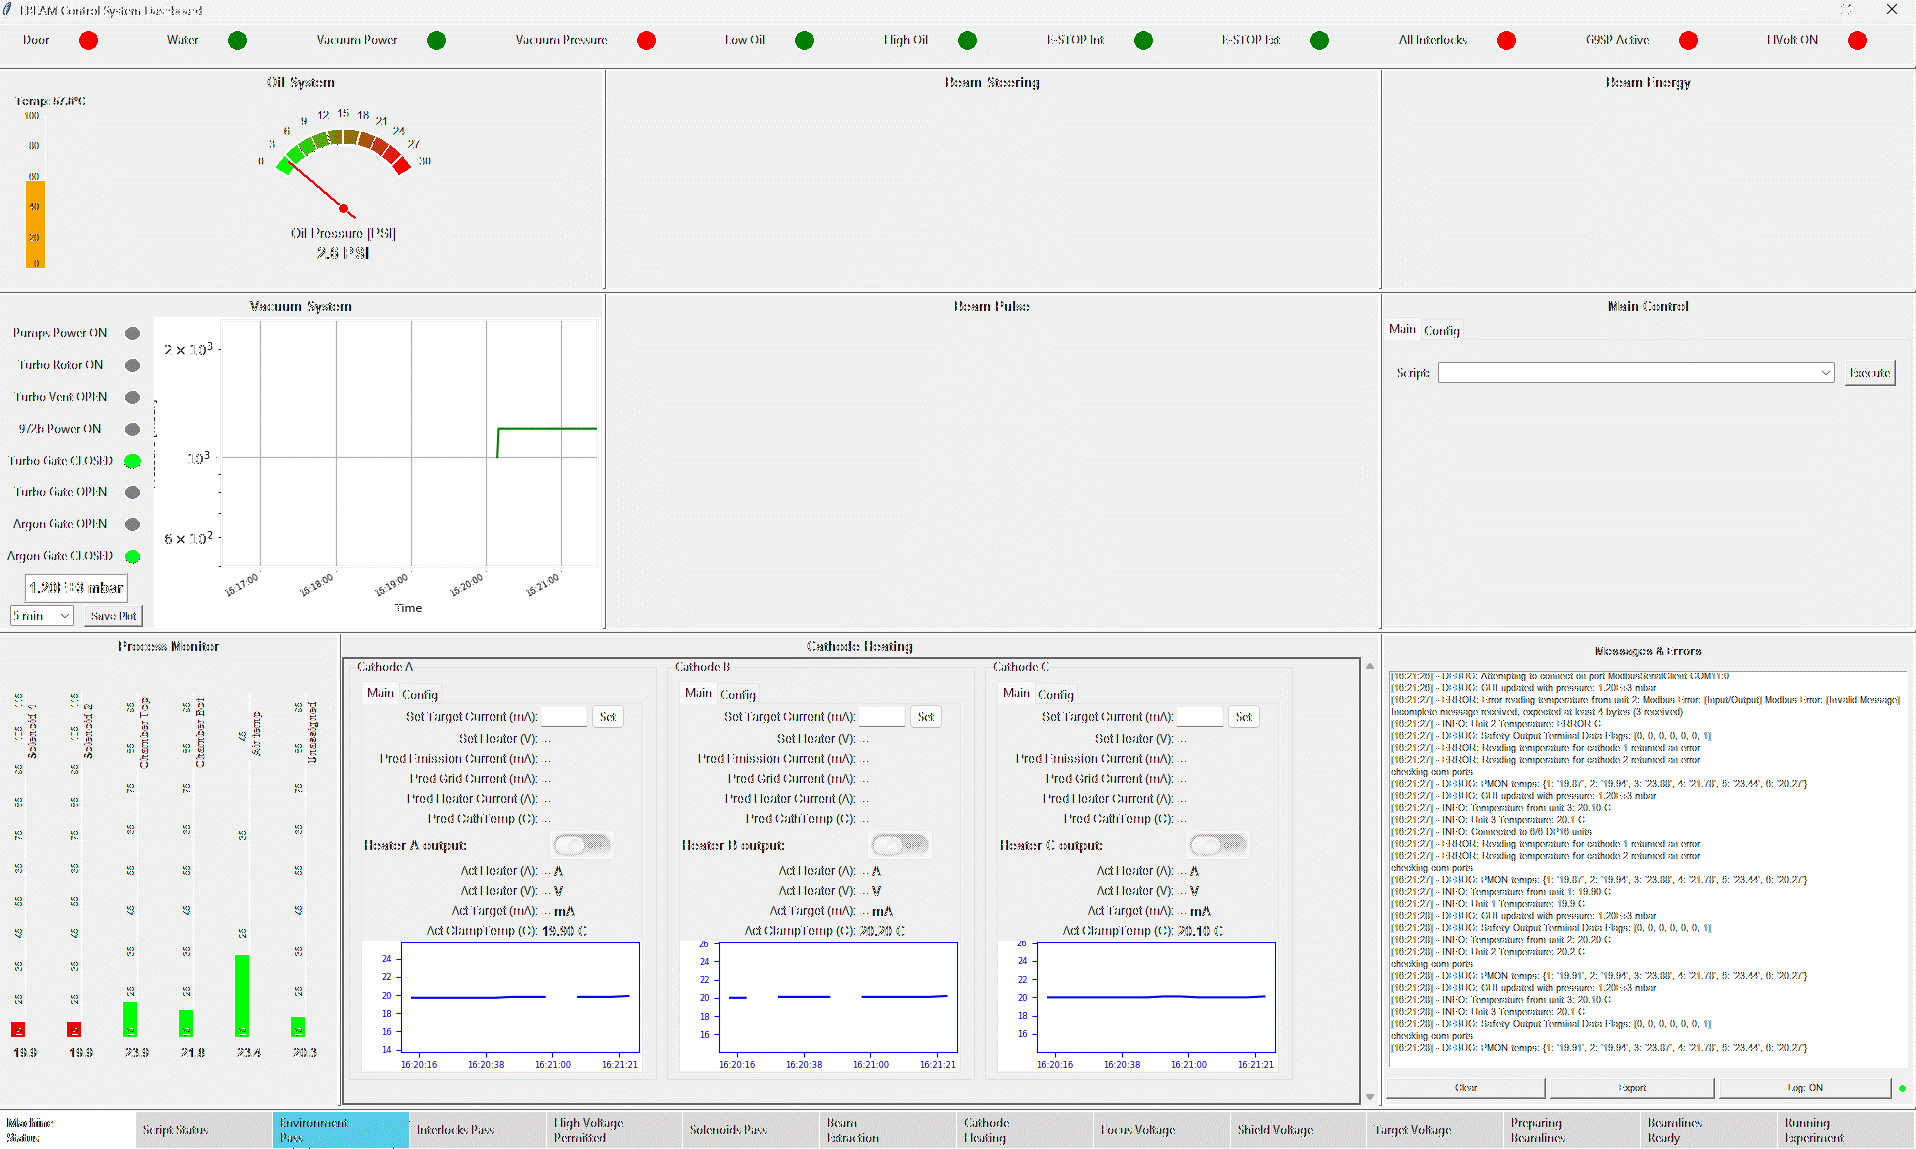 EBEAM Control System Dashboard
Door
Water
Vacuum Power
Vacuum Pressure
Low Oil
High Oil
E-STOP Int
E-STOP Ext
All Interlocks
G9SP Active
HVolt ON
Oil System
Temp: 57.6°C
100
80
60
40
20
0
0
3
6
9
12
15
18
21
24
27
30
Oil Pressure [PSI]
2.6 PSI
Beam Steering
Beam Energy
Vacuum System
Pumps Power ON
Turbo Rotor ON
Turbo Vent OPEN
972b Power ON
Turbo Gate CLOSED
Turbo Gate OPEN
Argon Gate OPEN
Argon Gate CLOSED
1.20E+3 mbar
5 min
Save Plot
2 × 10³
10³
6 × 10²
16:17:00
16:18:00
16:19:00
16:20:00
16:21:00
Time
Beam Pulse
Main Control
Main
Config
Script:
Execute
Process Monitor
Solenoid 1
Solenoid 2
Chamber Top
Chamber Bot
Air temp
Unassigned
19.9
19.9
23.9
21.8
23.4
20.3
Cathode Heating
Cathode A
Main
Config
Set Target Current (mA):
Set
Set Heater (V): --
Pred Emission Current (mA): --
Pred Grid Current (mA): --
Pred Heater Current (A): --
Pred CathTemp (C): --
Heater A output:
Act Heater (A): -- A
Act Heater (V): -- V
Act Target (mA): -- mA
Act ClampTemp (C): 19.90 C
24
22
20
18
16
14
16:20:16
16:20:38
16:21:00
16:21:21
Cathode B
Main
Config
Set Target Current (mA):
Set
Set Heater (V): --
Pred Emission Current (mA): --
Pred Grid Current (mA): --
Pred Heater Current (A): --
Pred CathTemp (C): --
Heater B output:
Act Heater (A): -- A
Act Heater (V): -- V
Act Target (mA): -- mA
Act ClampTemp (C): 20.20 C
26
24
22
20
18
16
16:20:16
16:20:38
16:21:00
16:21:21
Cathode C
Main
Config
Set Target Current (mA):
Set
Set Heater (V): --
Pred Emission Current (mA): --
Pred Grid Current (mA): --
Pred Heater Current (A): --
Pred CathTemp (C): --
Heater C output:
Act Heater (A): -- A
Act Heater (V): -- V
Act Target (mA): -- mA
Act ClampTemp (C): 20.10 C
26
24
22
20
18
16
16:20:16
16:20:38
16:21:00
16:21:21
Messages & Errors
[16:21:26] - DEBUG: Attempting to connect on port ModbusSerialClient COM11:0
[16:21:26] - DEBUG: GUI updated with pressure: 1.20E+3 mbar
[16:21:27] - ERROR: Error reading temperature from unit 2: Modbus Error: [Input/Output] Modbus Error: [Invalid Message]
Incomplete message received, expected at least 4 bytes (3 received)
[16:21:27] - INFO: Unit 2 Temperature: ERROR C
[16:21:27] - DEBUG: Safety Output Terminal Data Flags: [0, 0, 0, 0, 0, 0, 1]
[16:21:27] - ERROR: Reading temperature for cathode 1 returned an error
[16:21:27] - ERROR: Reading temperature for cathode 2 returned an error
checking com ports
[16:21:27] - DEBUG: PMON temps: {1: '19.87', 2: '19.94', 3: '23.88', 4: '21.78', 5: '23.44', 6: '20.27'}
[16:21:27] - DEBUG: GUI updated with pressure: 1.20E+3 mbar
[16:21:27] - INFO: Temperature from unit 3: 20.10 C
[16:21:27] - INFO: Unit 3 Temperature: 20.1 C
[16:21:27] - INFO: Connected to 6/6 DP16 units
[16:21:27] - ERROR: Reading temperature for cathode 1 returned an error
[16:21:27] - ERROR: Reading temperature for cathode 2 returned an error
checking com ports
[16:21:27] - DEBUG: PMON temps: {1: '19.87', 2: '19.94', 3: '23.88', 4: '21.78', 5: '23.44', 6: '20.27'}
[16:21:27] - INFO: Temperature from unit 1: 19.90 C
[16:21:27] - INFO: Unit 1 Temperature: 19.9 C
[16:21:28] - DEBUG: GUI updated with pressure: 1.20E+3 mbar
[16:21:28] - DEBUG: Safety Output Terminal Data Flags: [0, 0, 0, 0, 0, 0, 1]
[16:21:28] - INFO: Temperature from unit 2: 20.20 C
[16:21:28] - INFO: Unit 2 Temperature: 20.2 C
checking com ports
[16:21:28] - DEBUG: PMON temps: {1: '19.91', 2: '19.94', 3: '23.88', 4: '21.78', 5: '23.44', 6: '20.27'}
[16:21:28] - DEBUG: GUI updated with pressure: 1.20E+3 mbar
[16:21:28] - INFO: Temperature from unit 3: 20.10 C
[16:21:28] - INFO: Unit 3 Temperature: 20.1 C
[16:21:28] - DEBUG: Safety Output Terminal Data Flags: [0, 0, 0, 0, 0, 0, 1]
checking com ports
[16:21:28] - DEBUG: PMON temps: {1: '19.91', 2: '19.94', 3: '23.87', 4: '21.78', 5: '23.44', 6: '20.27'}
Clear
Export
Log: ON
Machine
Status:
Script Status
Environment
Pass
Interlocks Pass
High Voltage
Permitted
Solenoids Pass
Beam
Extraction
Cathode
Heating
Focus Voltage
Shield Voltage
Target Voltage
Preparing
Beamlines
Beamlines
Ready
Running
Experiment